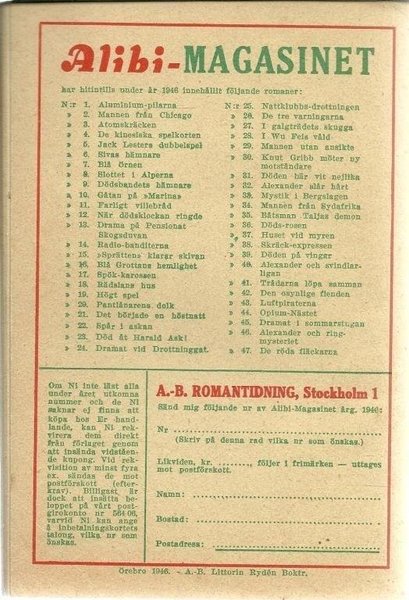 Alibi-MAGASINET
har hitintills under år 1946 innehållit följande romaner:
N:r 1. Aluminium-pilarna
» 2. Mannen från Chicago
» 3. Atomskräcken
» 4. De kinesiska spelkorten
» 5. Jack Lesters dubbelspel
» 6. Sivas hämnare
» 7. Blå örnen
» 8. Slottet i Alperna
» 9. Dödsbandets hämnare
» 10. Gåtan på »Marina»
» 11. Farligt villebråd
» 12. När dödsklockan ringde
» 13. Drama på Pensionat
Skogsduvan
» 14. Radio-banditerna
» 15. »Sprätten» klarar skivan
» 16. Blå Grottans hemlighet
» 17. Spök-karossen
» 18. Rädslans hus
» 19. Högt spel
» 20. Pantlånarens dolk
» 21. Det började en höstnatt
» 22. Spår i askan
» 23. Död åt Harald Ask!
» 24. Dramat vid Drottninggat.
N:r 25. Nattklubbs-drottningen
» 26. De tre varningarna
» 27. I galgträdets skugga
» 28. I Wu Feis våld
» 29. Mannen utan ansikte
» 30. Knut Gribb möter ny
motståndare
» 31. Döden bär vit nejlika
» 32. Alexander slår hårt
» 33. Mystik i Bergslagen
» 34. Mannen från Sydafrika
» 35. Båtsman Taljas demon
» 36. Döds-rosen
» 37. Huset vid myren
» 38. Skräck-expressen
» 39. Döden på vingar
» 40. Alexander och svindlar-
ligan
» 41. Trådarna löpa samman
» 42. Den osynlige fienden
» 43. Luftpiraterna
» 44. Opium-Nästet
» 45. Dramat i sommarstugan
» 46. Alexander och ring-
mysteriet
» 47. De röda fläckarna
Om Ni inte läst alla
under året utkomna
nummer och de Ni
saknar ej finns att
köpa hos Er hand-
lande, kan Ni rek-
virera dem direkt
från förlaget genom
att insända vidståen-
de kupong. Vid rek-
visition av minst fyra
ex. sändas de mot
postförskott (efter-
krav). Billigast är
dock att insätta be-
loppet på vårt post-
girokonto nr 564 06,
varvid Ni kan ange
å inbetalningskortets
talong, vilka nr som
önskas.
A.-B. ROMANTIDNING, Stockholm 1
Sänd mig följande nr av Alibi-Magasinet årg. 1946:
Nr
(Skriv på denna rad vilka nr som önskas.)
Likviden, kr. ........, följer i frimärken — uttages
mot postförskott.
Namn:
Bostad:
Postadress:
Örebro 1946. - A.-B. Littorin Rydén Boktr.